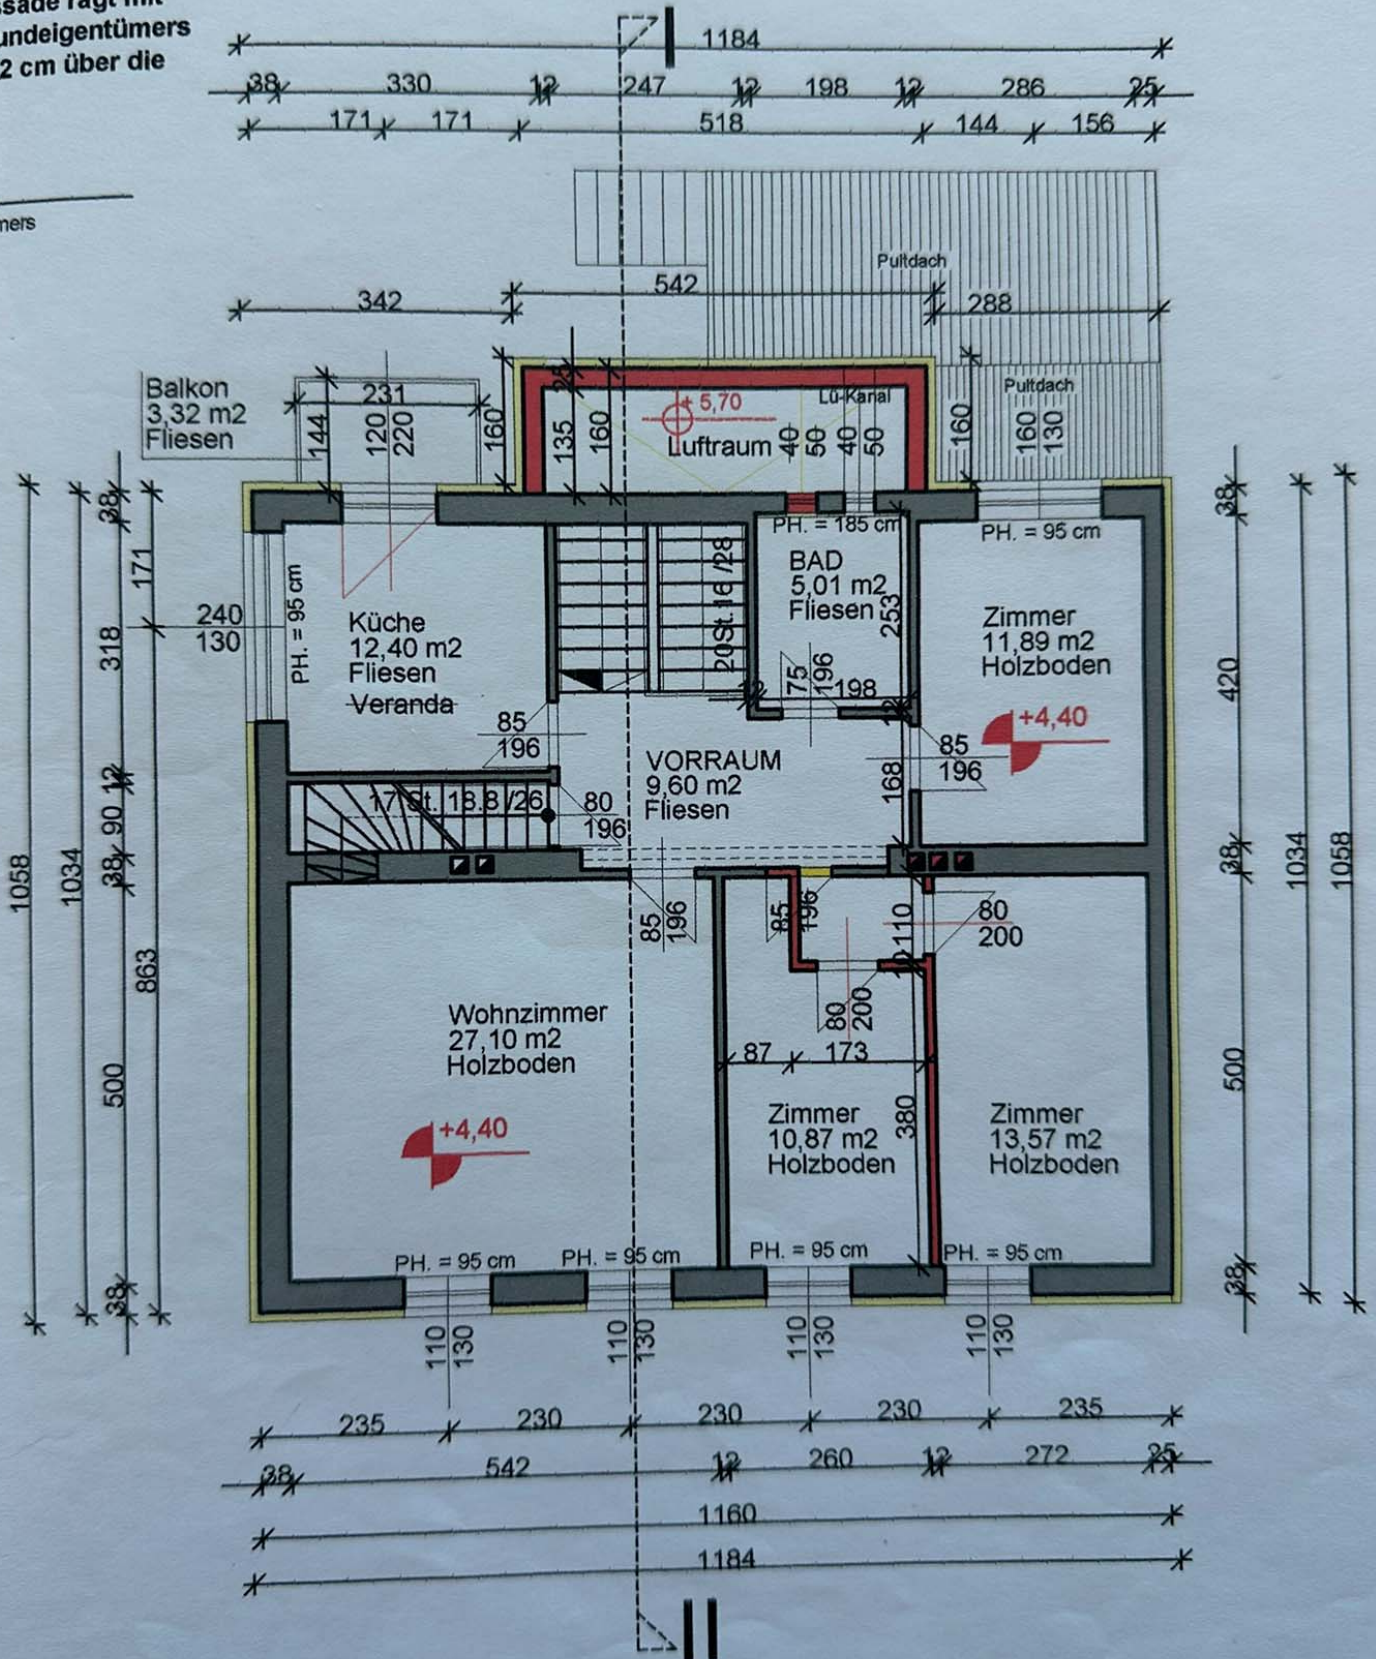 ssade ragt mit
undeigentümers
2 cm über die
ners
1184
38 330 12 247 12 198 12 286 25
171 171 518 144 156
Pultdach
542
342
288
Balkon
3,32 m2
Fliesen
231
144
120
220
160
25
135
160
+ 5,70
Luftraum
Lü-Kanal
40
50
40
50
160
Pultdach
160
130
PH. = 185 cm
PH. = 95 cm
38
171
318
240
130
PH. = 95 cm
Küche
12,40 m2
Fliesen
Veranda
20St.16 /28
BAD
5,01 m2
Fliesen
253
75
196
12
198
12
Zimmer
11,89 m2
Holzboden
+4,40
38
420
85
196
VORRAUM
9,60 m2
Fliesen
168
85
196
17 St. 18.8 /26
80
196
12
90
38
38
1058
1034
863
1034
1058
85
196
85
196
110
10
80
200
80
200
Wohnzimmer
27,10 m2
Holzboden
+4,40
87 173
380
500
500
Zimmer
10,87 m2
Holzboden
Zimmer
13,57 m2
Holzboden
PH. = 95 cm
PH. = 95 cm
PH. = 95 cm
PH. = 95 cm
38
38
110
130
110
130
110
130
110
130
235 230 230 230 235
38 542 12 260 12 272 25
1160
1184